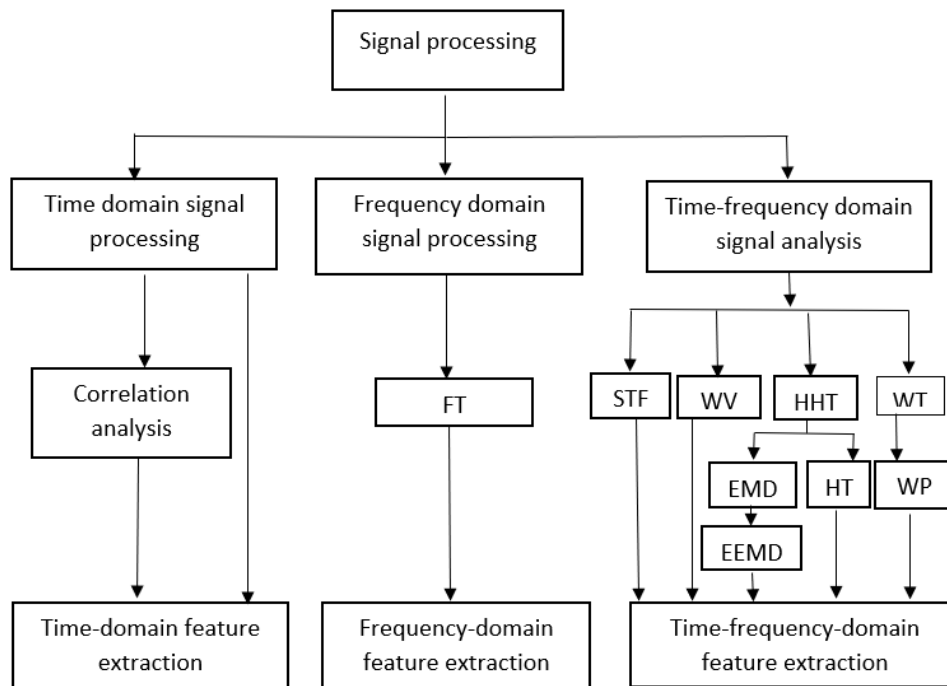 Signal processing
Time domain signal
processing
Frequency domain
signal processing
Time-frequency domain
signal analysis
Correlation
analysis
FT
STF
WV
HHT
WT
EMD
HT
WP
EEMD
Time-domain feature
extraction
Frequency-domain
feature extraction
Time-frequency-domain
feature extraction